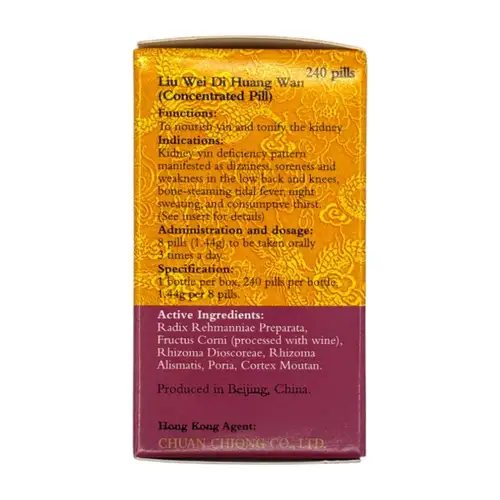 240 pills
Liu Wei Di Huang Wan
(Concentrated Pill)
Functions:
To nourish yin and tonify the kidney
Indications:
Kidney yin deficiency pattern
manifested as dizziness, soreness and
weakness in the low back and knees,
bone-steaming tidal fever, night
sweating, and consumptive thirst.
(See insert for details)
Administration and dosage:
8 pills (1.44g) to be taken orally
3 times a day.
Specification:
1 bottle per box, 240 pills per bottle,
1.44g per 8 pills.
Active Ingredients:
Radix Rehmanniae Preparata,
Fructus Corni (processed with wine),
Rhizoma Dioscoreae, Rhizoma
Alismatis, Poria, Cortex Moutan.
Produced in Beijing, China.
Hong Kong Agent:
CHUAN CHIONG CO., LTD.